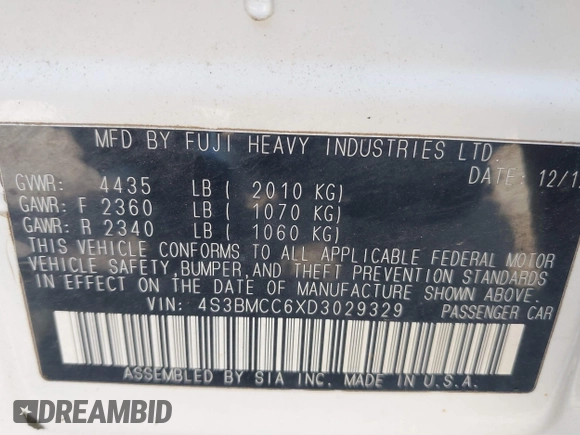 MFD BY FUJI HEAVY INDUSTRIES LTD.
DATE: 12/1
GVWR: 4435 LB ( 2010 KG)
GAWR: F 2360 LB ( 1070 KG)
GAWR: R 2340 LB ( 1060 KG)
THIS VEHICLE CONFORMS TO ALL APPLICABLE FEDERAL MOTOR
VEHICLE SAFETY,BUMPER,AND THEFT PREVENTION STANDARDS
IN EFFECT ON THE DATE OF MANUFACTURE SHOWN ABOVE.
VIN: 4S3BMCC6XD3029329 PASSENGER CAR
ASSEMBLED BY SIA INC. MADE IN U.S.A.
DREAMBID